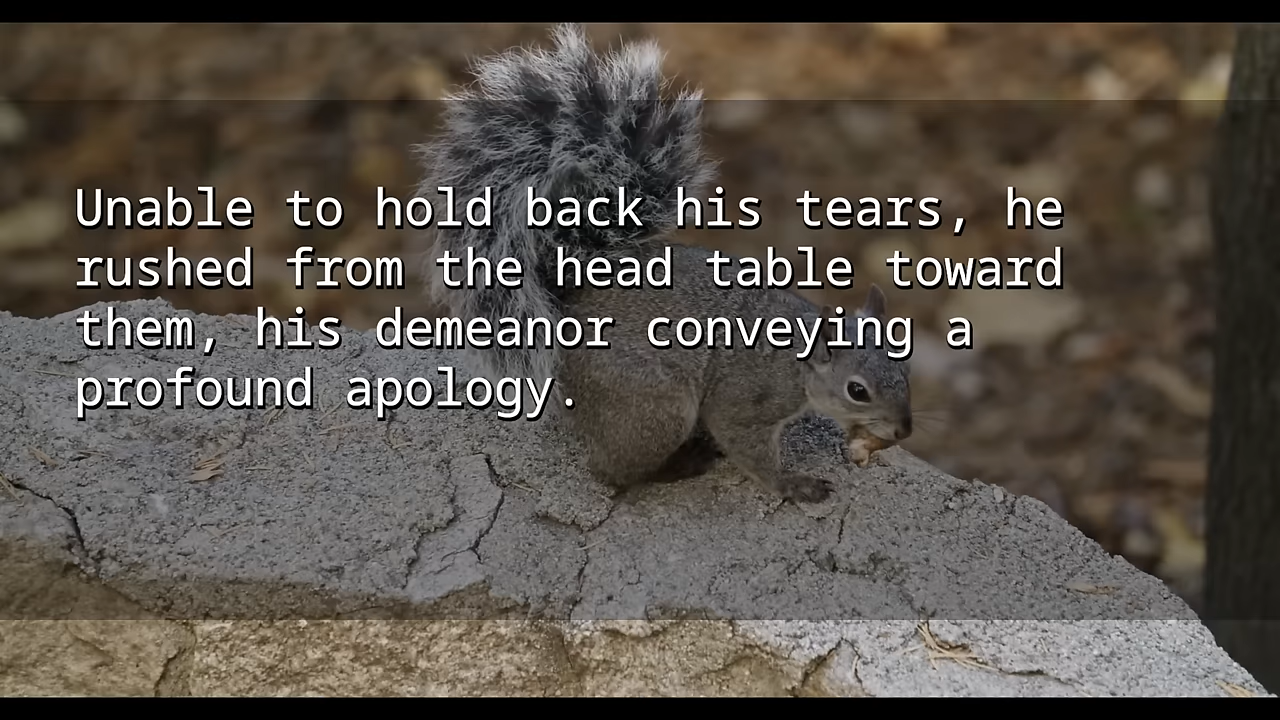 Unable to hold back his tears, he
rushed from the head table toward
them, his demeanor conveying a
profound apology.